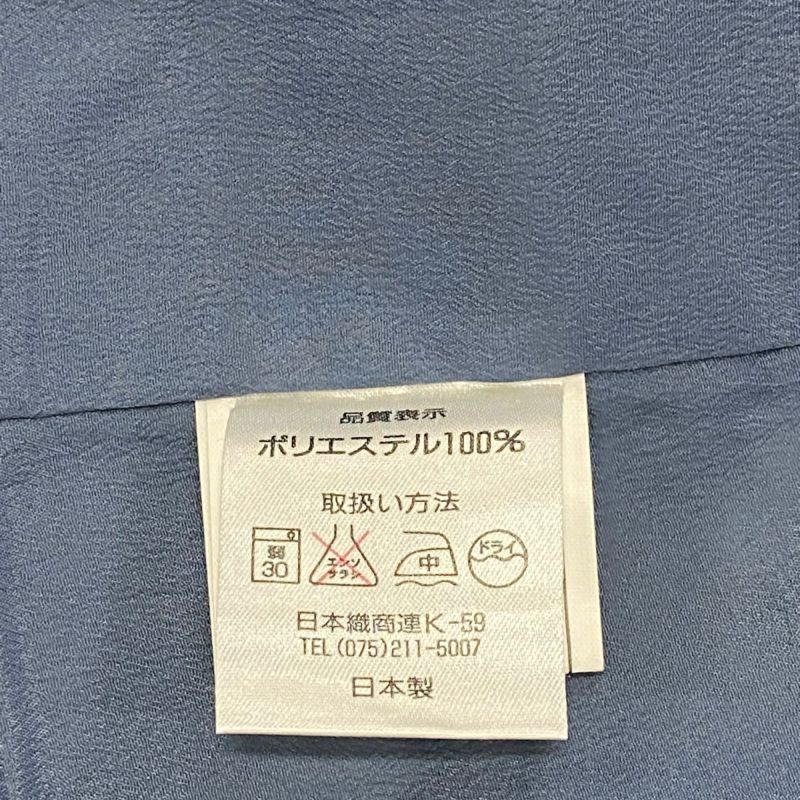 品質表示
ポリエステル100%
取扱い方法
弱 30 エンソ サラシ 中 ドライ
日本織商連K-59
TEL (075)211-5007
日本製